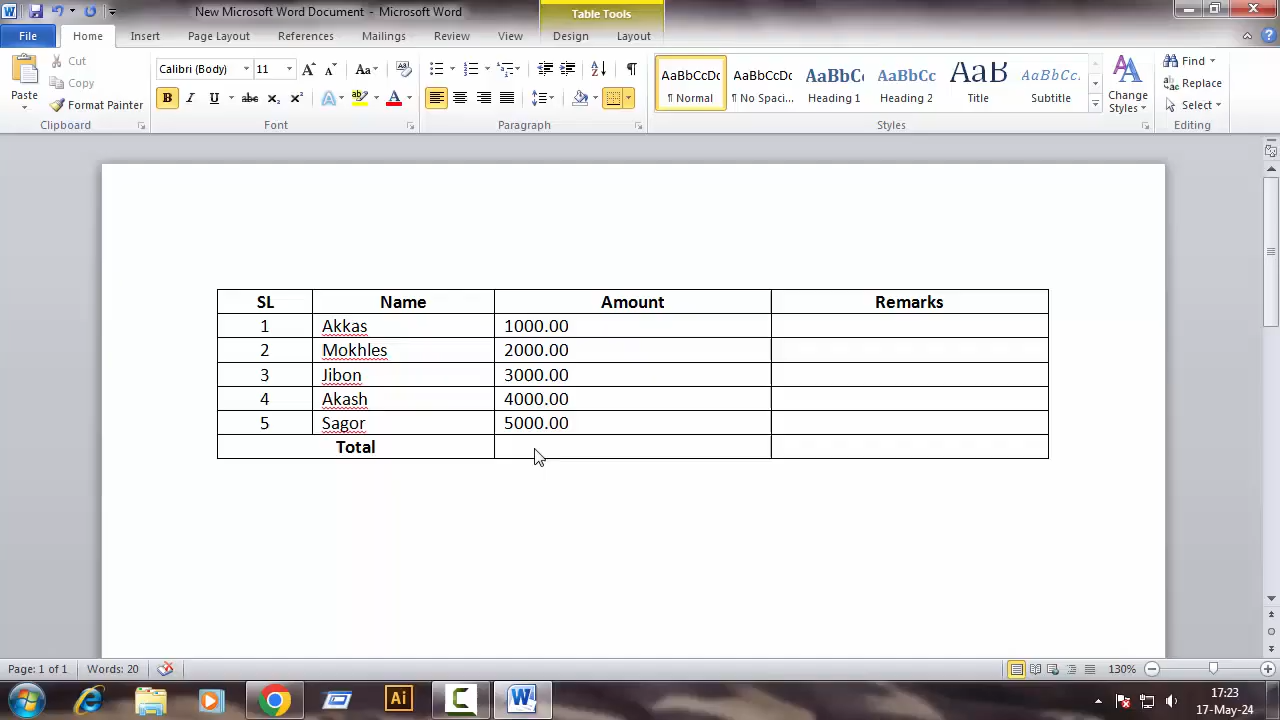 New Microsoft Word Document - Microsoft Word
Table Tools
File Home Insert Page Layout References Mailings Review View Design Layout
Paste
Cut
Copy
Format Painter
Clipboard
Calibri (Body) 11
Font
Paragraph
AaBbCcDc AaBbCcDc AaBbC AaBbCc AaB AaBbCc.
¶ Normal ¶ No Spaci... Heading 1 Heading 2 Title Subtitle
Change Styles
Styles
Find
Replace
Select
Editing
SL Name Amount Remarks
1 Akkas 1000.00
2 Mokhles 2000.00
3 Jibon 3000.00
4 Akash 4000.00
5 Sagor 5000.00
Total
Page: 1 of 1 Words: 20 130%
17:23
17-May-24